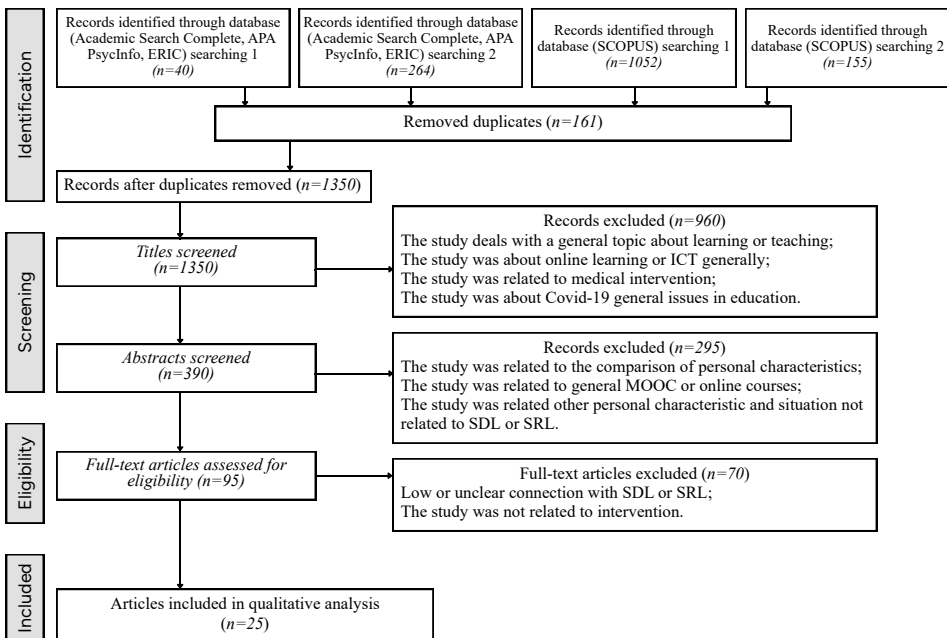 Identification
Records identified through database
(Academic Search Complete, APA
PsycInfo, ERIC) searching 1
(n=40)
Records identified through database
(Academic Search Complete, APA
PsycInfo, ERIC) searching 2
(n=264)
Records identified through
database (SCOPUS) searching 1
(n=1052)
Records identified through
database (SCOPUS) searching 2
(n=155)
Removed duplicates (n=161)
Records after duplicates removed (n=1350)
Screening
Titles screened
(n=1350)
Records excluded (n=960)
The study deals with a general topic about learning or teaching;
The study was about online learning or ICT generally;
The study was related to medical intervention;
The study was about Covid-19 general issues in education.
Abstracts screened
(n=390)
Records excluded (n=295)
The study was related to the comparison of personal characteristics;
The study was related to general MOOC or online courses;
The study was related other personal characteristic and situation not
related to SDL or SRL.
Eligibility
Full-text articles assessed for
eligibility (n=95)
Full-text articles excluded (n=70)
Low or unclear connection with SDL or SRL;
The study was not related to intervention.
Included
Articles included in qualitative analysis
(n=25)